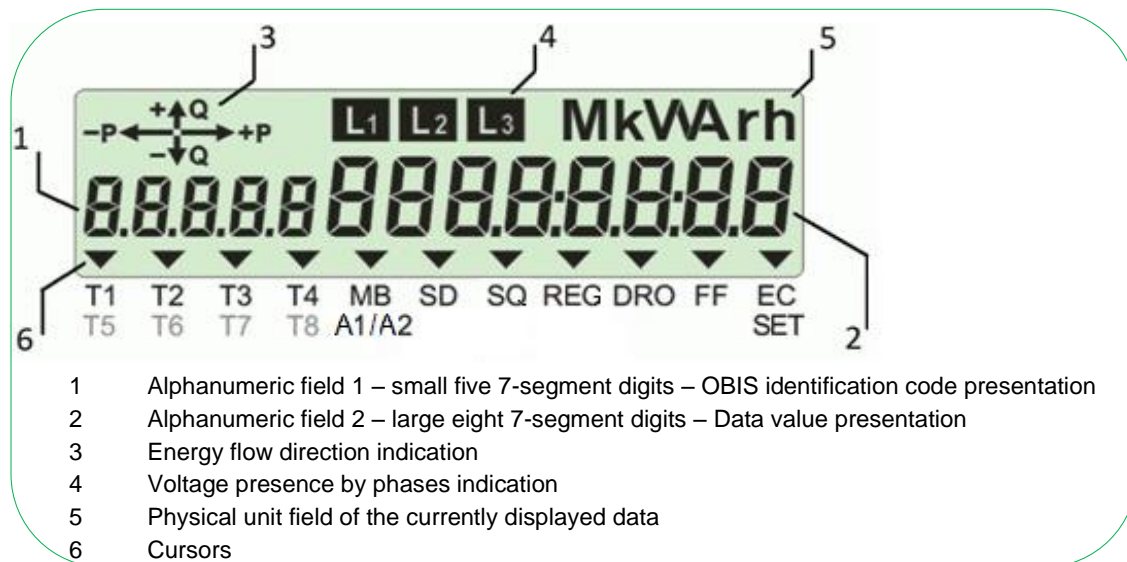 3 4 5
+ Q L1 L2 L3 MkWArh
-P +P
1
- Q
8.8.8.8.8 888.8:8.8:8.8
T1 T2 T3 T4 MB SD SQ REG DRO FF EC
T5 T6 T7 T8 A1/A2 SET
6 2
1 Alphanumeric field 1 – small five 7-segment digits – OBIS identification code presentation
2 Alphanumeric field 2 – large eight 7-segment digits – Data value presentation
3 Energy flow direction indication
4 Voltage presence by phases indication
5 Physical unit field of the currently displayed data
6 Cursors